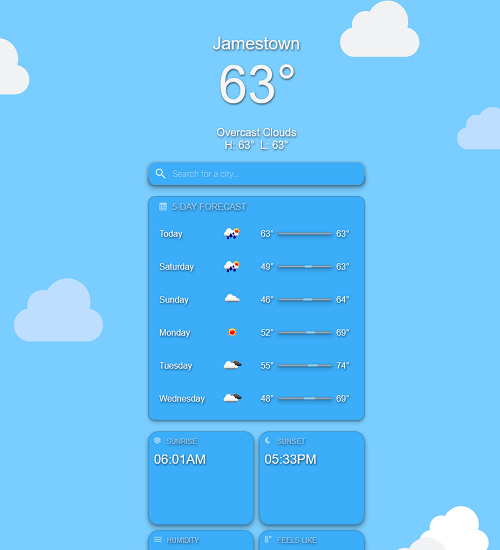 Jamestown
63°
Overcast Clouds
H: 63° L: 63°
Search for a city...
5-DAY FORECAST
Today 63° 63°
Saturday 49° 63°
Sunday 46° 64°
Monday 52° 69°
Tuesday 55° 74°
Wednesday 48° 69°
SUNRISE SUNSET
06:01AM 05:33PM
HUMIDITY FEELS LIKE